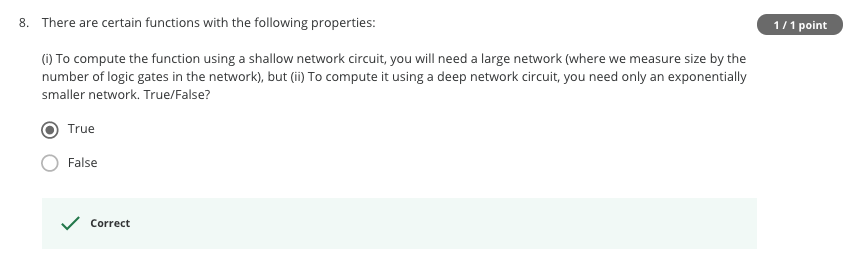 8. There are certain functions with the following properties:
1 / 1 point
(i) To compute the function using a shallow network circuit, you will need a large network (where we measure size by the
number of logic gates in the network), but (ii) To compute it using a deep network circuit, you need only an exponentially
smaller network. True/False?
True
False
Correct